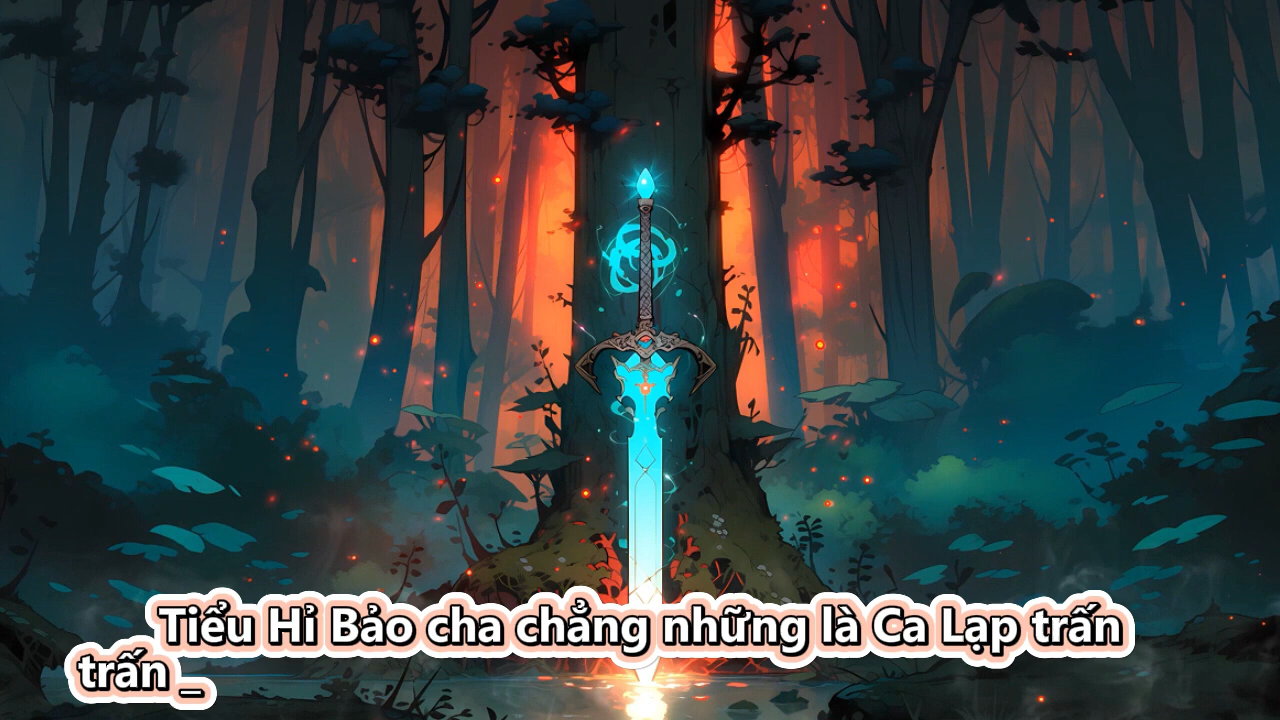 Tiểu Hỉ Bảo cha chẳng những là Ca Lạp trấn
trấn _